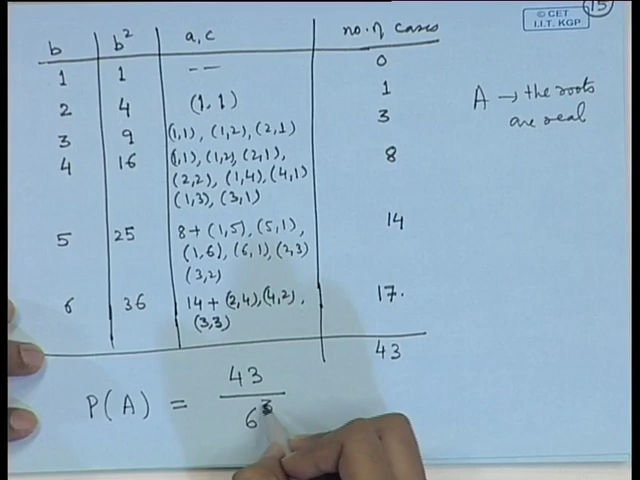 © CET
I.I.T. KGP
15
b b² a, c no. of cases
1 1 -- 0
2 4 (1, 1) 1
3 9 (1,1), (1,2), (2,1) 3
4 16 (1,1), (1,2), (2,1), 8
(2,2), (1,4), (4,1)
(1,3), (3,1)
5 25 8 + (1,5), (5,1), 14
(1,6), (6,1), (2,3)
(3,2)
6 36 14 + (2,4), (4,2), 17.
(3,3)
43
A → the roots
are real
P(A) = 43 / 6³